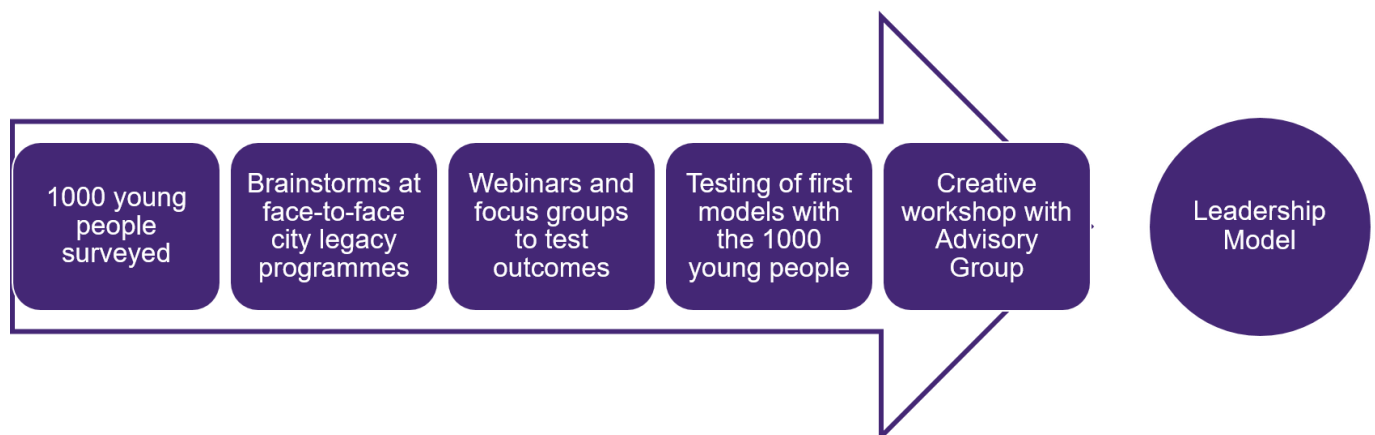 1000 young
people
surveyed
Brainstorms at
face-to-face
city legacy
programmes
Webinars and
focus groups
to test
outcomes
Testing of first
models with
the 1000
young people
Creative
workshop with
Advisory
Group
Leadership
Model